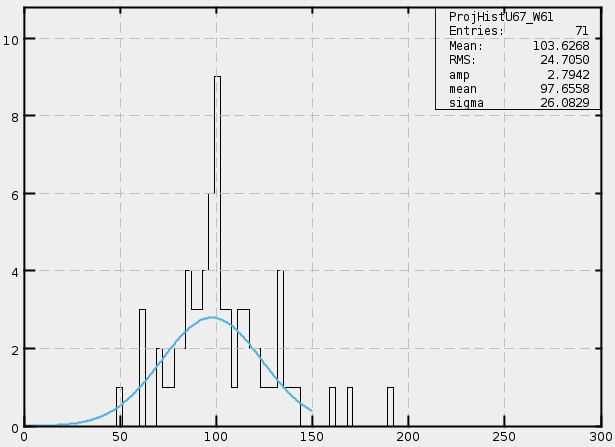 ProjHistU67_W61
Entries: 71
Mean: 103.6268
RMS: 24.7050
amp 2.7942
mean 97.6558
sigma 26.0829
10
8
6
4
2
0
0 50 100 150 200 250 300